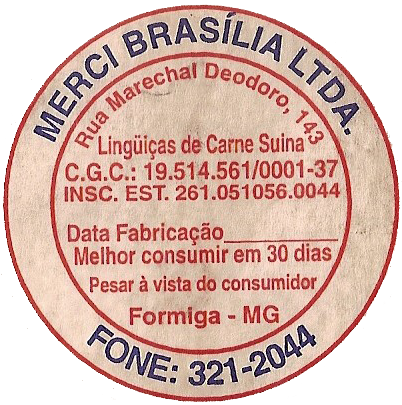 MERCI BRASÍLIA LTDA.
Rua Marechal Deodoro, 143
Lingüiças de Carne Suina
C.G.C.: 19.514.561/0001-37
INSC. EST. 261.051056.0044
Data Fabricação
Melhor consumir em 30 dias
Pesar à vista do consumidor
Formiga - MG
FONE: 321-2044